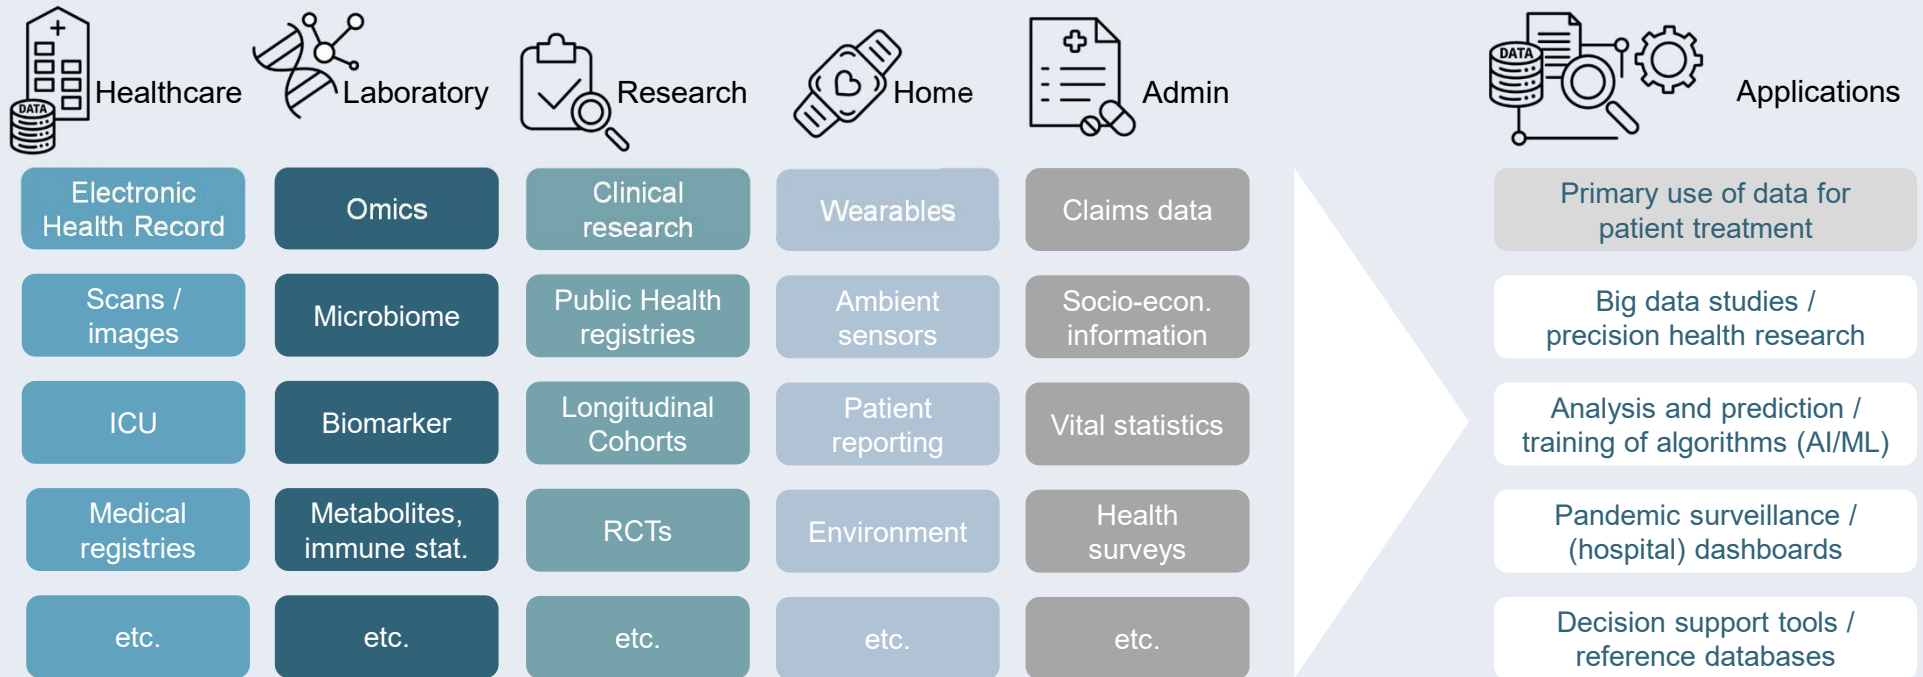 DATA
Healthcare
Laboratory
Research
Home
Admin
DATA
Applications
Electronic
Health Record
Omics
Clinical
research
Wearables
Claims data
Primary use of data for
patient treatment
Scans /
images
Microbiome
Public Health
registries
Ambient
sensors
Socio-econ.
information
Big data studies /
precision health research
ICU
Biomarker
Longitudinal
Cohorts
Patient
reporting
Vital statistics
Analysis and prediction /
training of algorithms (AI/ML)
Medical
registries
Metabolites,
immune stat.
RCTs
Environment
Health
surveys
Pandemic surveillance /
(hospital) dashboards
etc.
etc.
etc.
etc.
etc.
Decision support tools /
reference databases